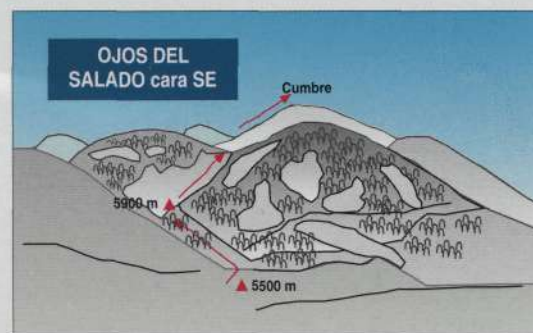 OJOS DEL
SALADO cara SE
Cumbre
5900 m
5500 m